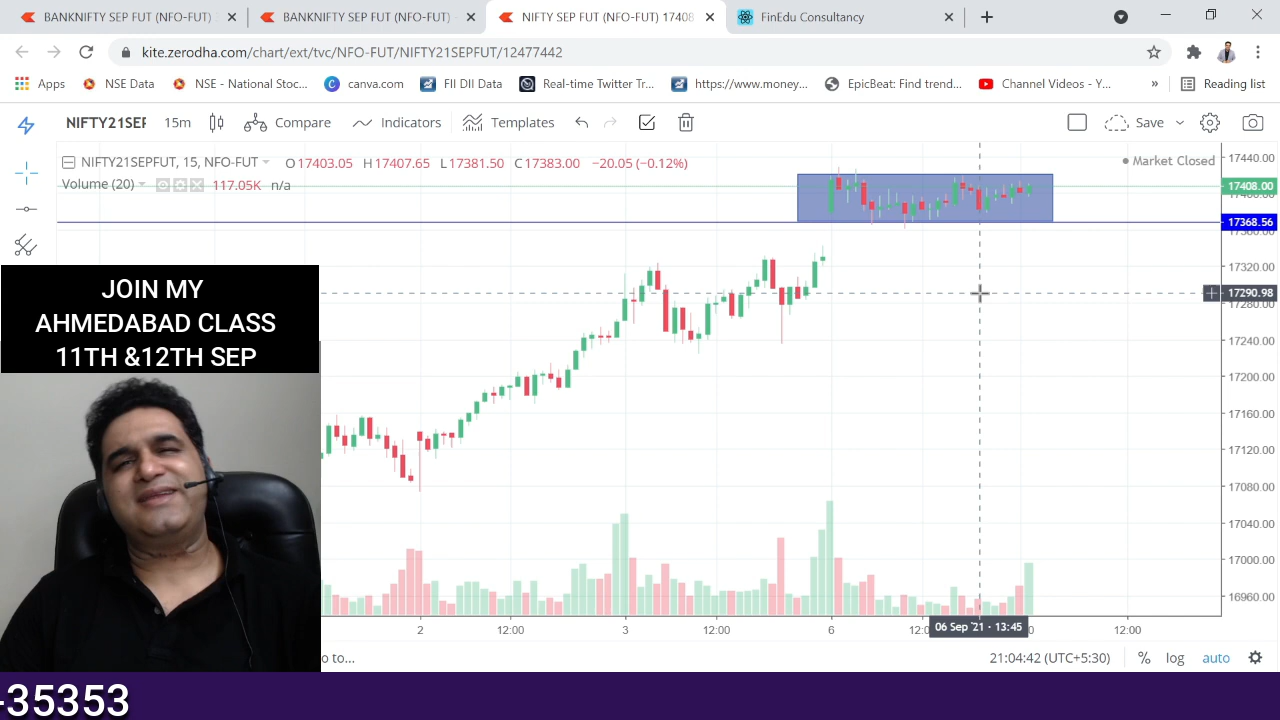 BANKNIFTY SEP FUT (NFO-FUT)
BANKNIFTY SEP FUT (NFO-FUT)
NIFTY SEP FUT (NFO-FUT) 17408
FinEdu Consultancy
kite.zerodha.com/chart/ext/tvc/NFO-FUT/NIFTY21SEPFUT/12477442
Apps
NSE Data
NSE - National Stoc...
canva.com
FII DII Data
Real-time Twitter Tr...
https://www.money...
EpicBeat: Find trend...
Channel Videos - Y...
»
Reading list
NIFTY21SEF
15m
Compare
Indicators
Templates
Save
NIFTY21SEPFUT, 15, NFO-FUT
O17403.05 H17407.65 L17381.50 C17383.00 −20.05 (−0.12%)
Market Closed
Volume (20)
117.05K n/a
17440.00
17408.00
17368.56
17320.00
17290.98
17280.00
17240.00
17200.00
17160.00
17120.00
17080.00
17040.00
17000.00
16960.00
JOIN MY
AHMEDABAD CLASS
11TH &12TH SEP
2
12:00
3
12:00
6
06 Sep '21 · 13:45
12:00
o to...
21:04:42 (UTC+5:30)
%
log
auto
-35353